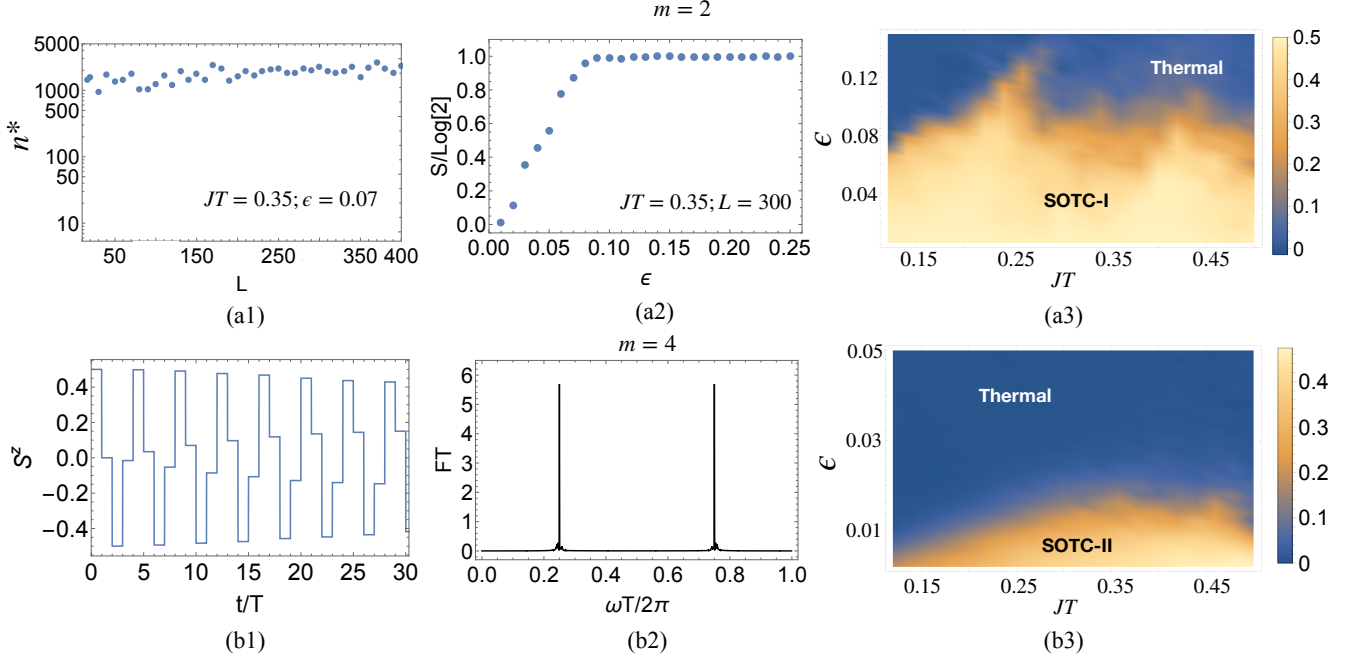 m = 2
5000
1000
500
100
50
10
n*
50
150
250
350 400
L
JT = 0.35; ϵ = 0.07
(a1)
1.0
0.8
0.6
0.4
0.2
0.0
S/Log[2]
0.00 0.05 0.10 0.15 0.20 0.25
ϵ
JT = 0.35; L = 300
(a2)
0.12
0.08
0.04
ϵ
Thermal
SOTC-I
0.15 0.25 0.35 0.45
JT
0.5
0.4
0.3
0.2
0.1
0
(a3)
m = 4
0.4
0.2
0.0
−0.2
−0.4
S^z
0 5 10 15 20 25 30
t/T
(b1)
6
5
4
3
2
1
0
FT
0.0 0.2 0.4 0.6 0.8 1.0
ωT/2π
(b2)
0.05
0.03
0.01
ϵ
Thermal
SOTC-II
0.15 0.25 0.35 0.45
JT
0.4
0.3
0.2
0.1
0
(b3)